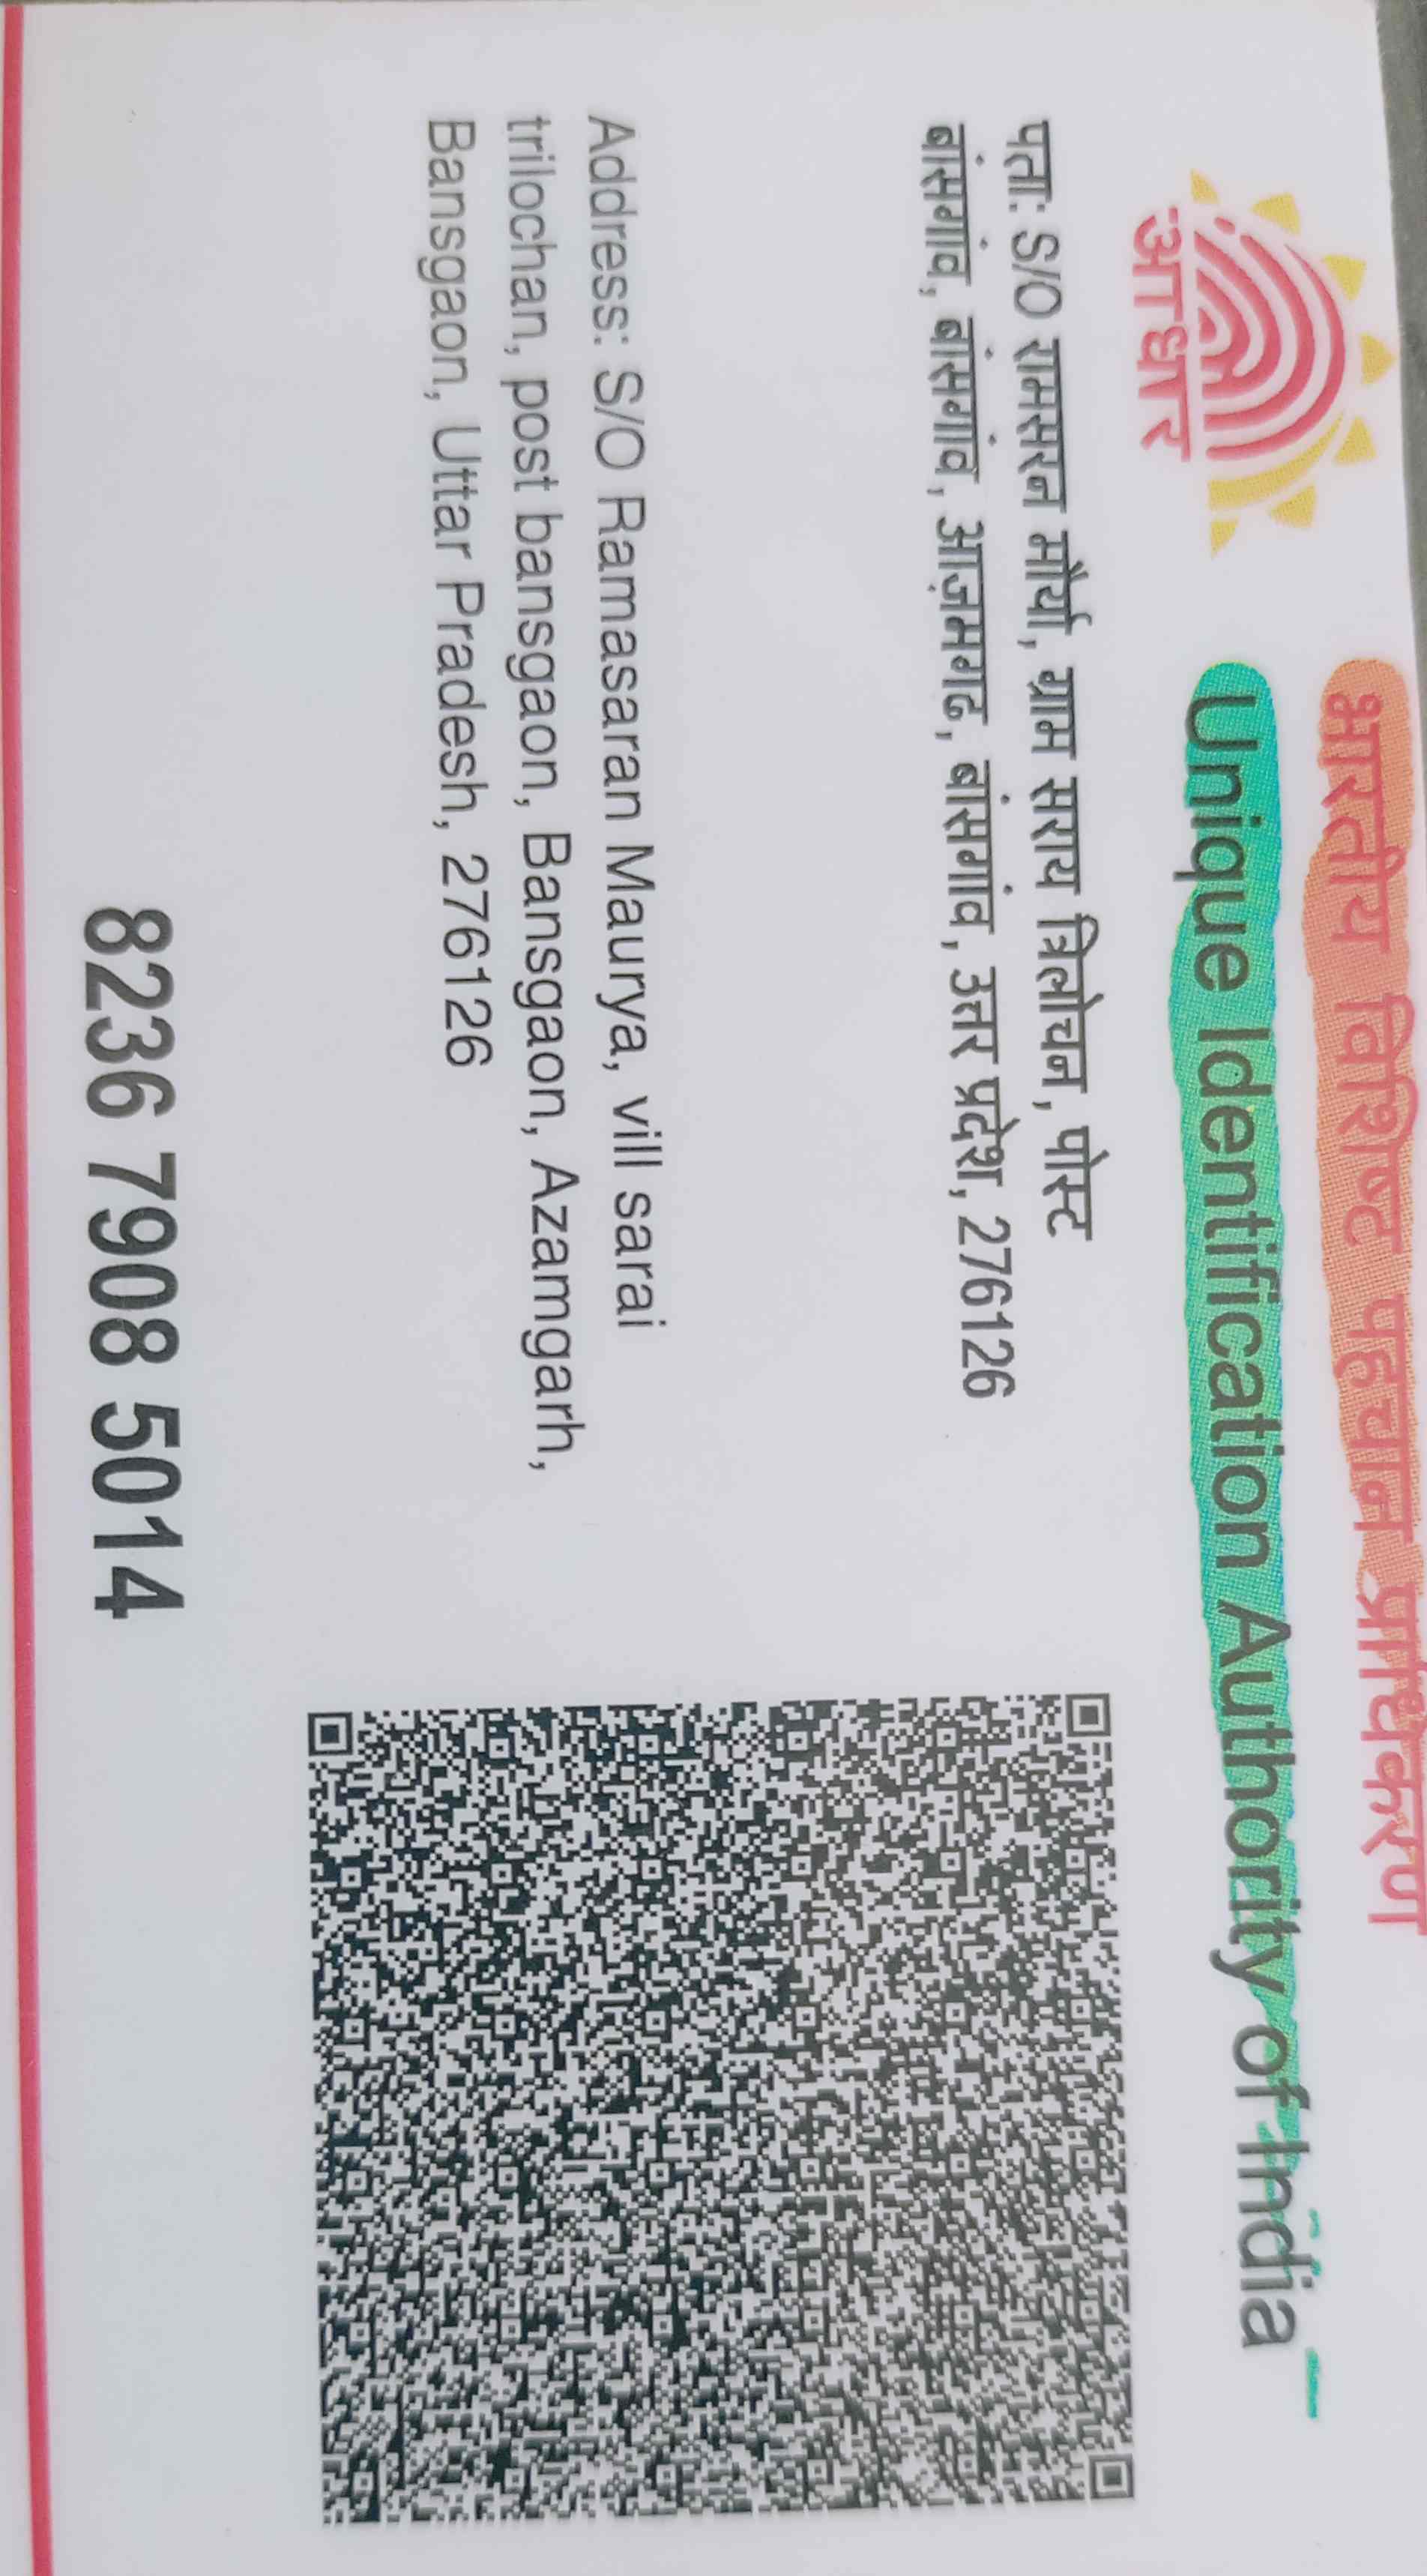 भारतीय विशिष्ट पहचान प्राधिकरण
Unique Identification Authority of India
आधार
पता: S/O रामसरन मौर्या, ग्राम सराय त्रिलोचन, पोस्ट
बांसगांव, बांसगांव, आज़मगढ, बांसगांव, उत्तर प्रदेश, 276126
Address: S/O Ramasaran Maurya, vill sarai
trilochan, post bansgaon, Bansgaon, Azamgarh,
Bansgaon, Uttar Pradesh, 276126
8236 7908 5014